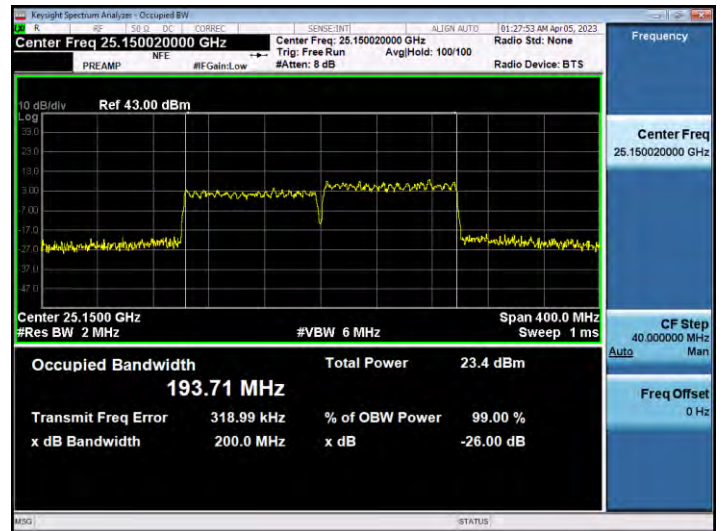 Keysight Spectrum Analyzer - Occupied BW
R RF 50 Ω DC CORREC SENSE:INT ALIGN AUTO 01:27:53 AM Apr 05, 2023
Center Freq 25.150020000 GHz Center Freq: 25.150020000 GHz Radio Std: None
NFE Trig: Free Run Avg|Hold: 100/100
PREAMP #IFGain:Low #Atten: 8 dB Radio Device: BTS
10 dB/div Ref 43.00 dBm
Log
33.0
23.0
13.0
3.00
-7.00
-17.0
-27.0
-37.0
-47.0
Center 25.1500 GHz Span 400.0 MHz
#Res BW 2 MHz #VBW 6 MHz Sweep 1 ms
Occupied Bandwidth Total Power 23.4 dBm
193.71 MHz
Transmit Freq Error 318.99 kHz % of OBW Power 99.00 %
x dB Bandwidth 200.0 MHz x dB -26.00 dB
MSG STATUS
Frequency
Center Freq
25.150020000 GHz
CF Step
40.000000 MHz
Auto Man
Freq Offset
0 Hz